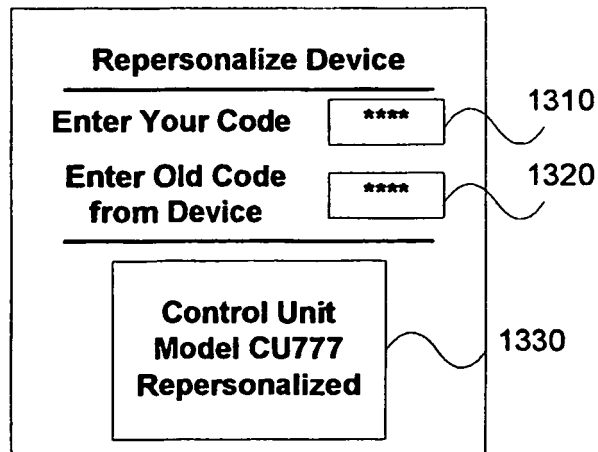 Repersonalize Device
Enter Your Code
****
1310
Enter Old Code
from Device
****
1320
Control Unit
Model CU777
Repersonalized
1330